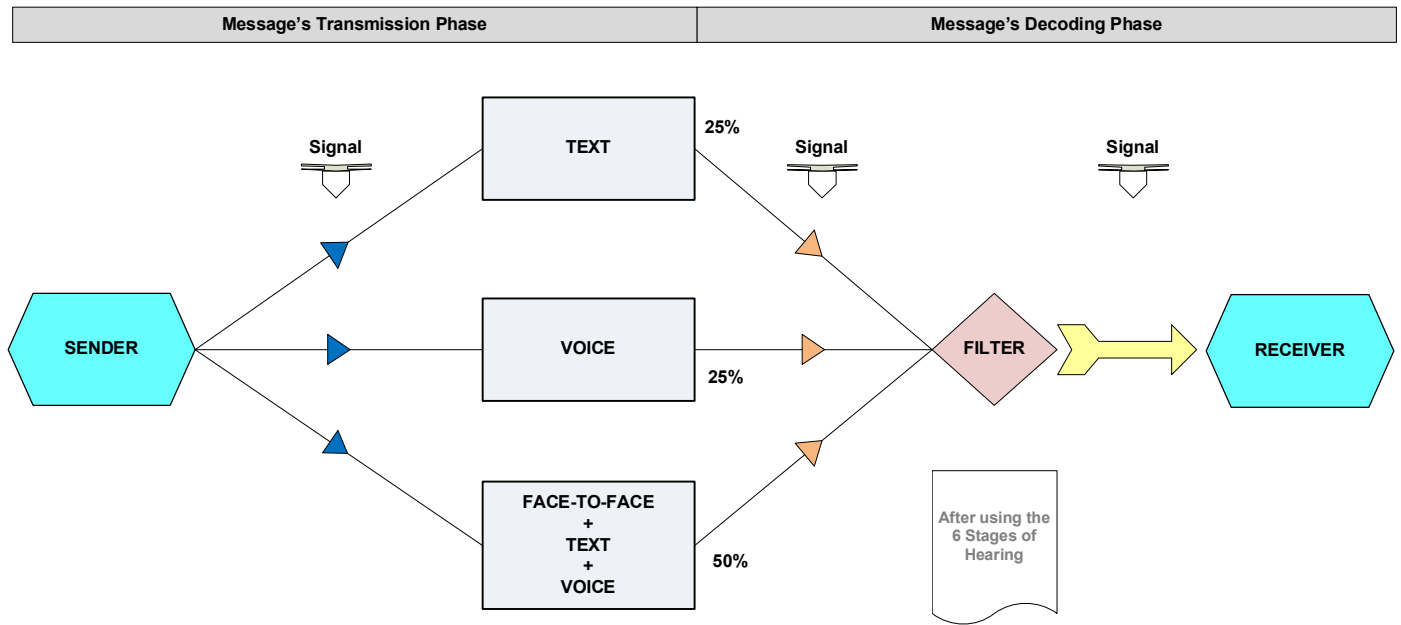 Message's Transmission Phase
Message's Decoding Phase
Signal
TEXT
25%
Signal
Signal
SENDER
VOICE
25%
FILTER
RECEIVER
FACE-TO-FACE
+
TEXT
+
VOICE
50%
After using the
6 Stages of
Hearing